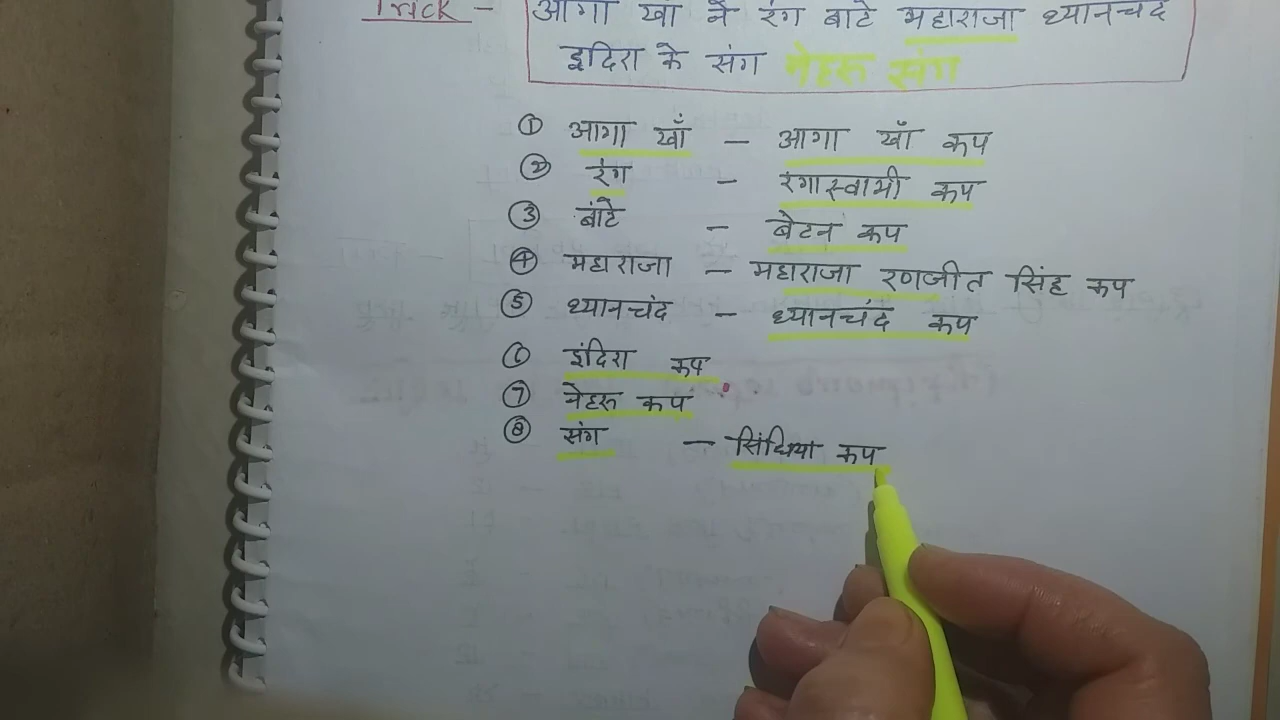 Trick - आगा खाँ ने रंग बाटे महाराजा ध्यानचंद
इंदिरा के संग नेहरू संग
① आगा खाँ - आगा खाँ कप
② रंग - रंगास्वामी कप
③ बांटे - बेटन कप
④ महाराजा - महाराजा रणजीत सिंह कप
⑤ ध्यानचंद - ध्यानचंद कप
⑥ इंदिरा कप
⑦ नेहरू कप
⑧ संग - सिंधिया कप